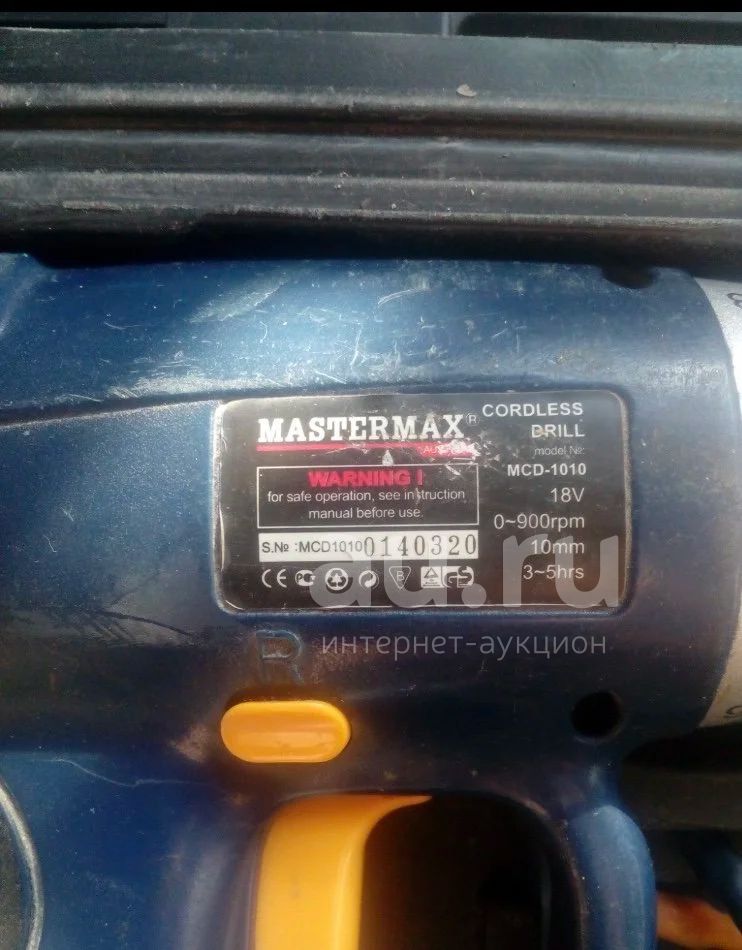 MASTERMAX®
CORDLESS
DRILL
model №:
MCD-1010
18V
0~900rpm
10mm
3~5hrs
WARNING !
for safe operation, see instruction
manual before use.
S.№ :MCD1010 0140320
CE
au.ru
интернет-аукцион
R